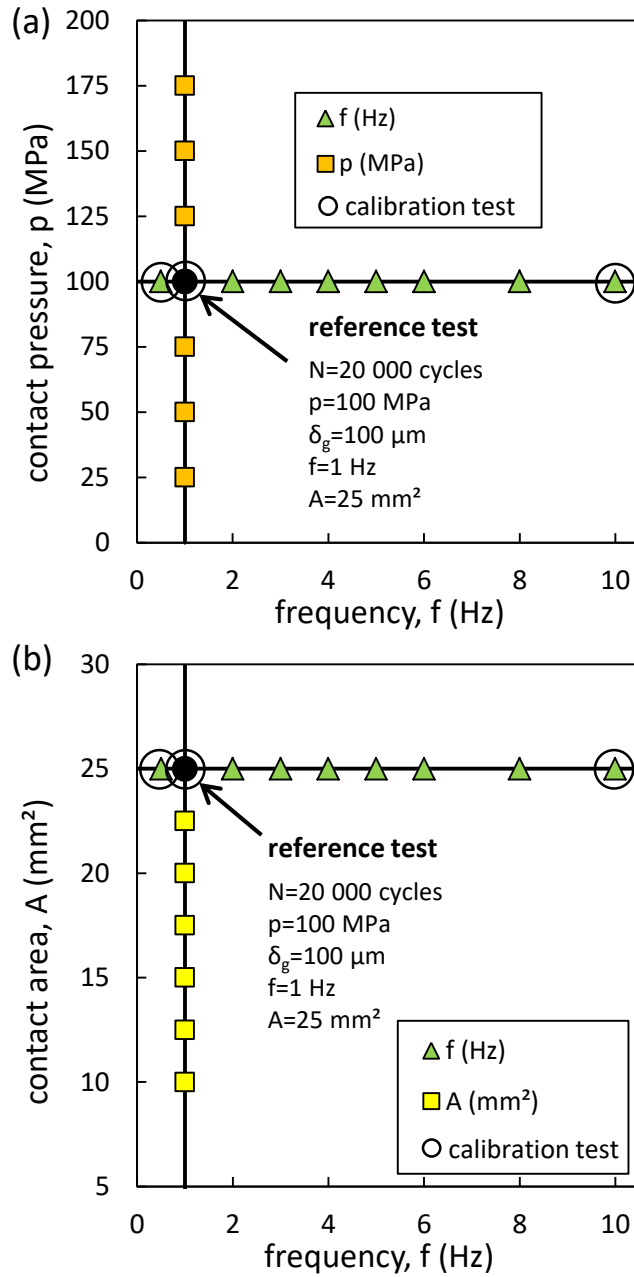 (a)
200
175
150
125
100
75
50
25
0
contact pressure, p (MPa)
f (Hz)
p (MPa)
calibration test
reference test
N=20 000 cycles
p=100 MPa
δg=100 µm
f=1 Hz
A=25 mm²
0 2 4 6 8 10
frequency, f (Hz)
(b)
30
25
20
15
10
5
contact area, A (mm²)
reference test
N=20 000 cycles
p=100 MPa
δg=100 µm
f=1 Hz
A=25 mm²
f (Hz)
A (mm²)
calibration test
0 2 4 6 8 10
frequency, f (Hz)